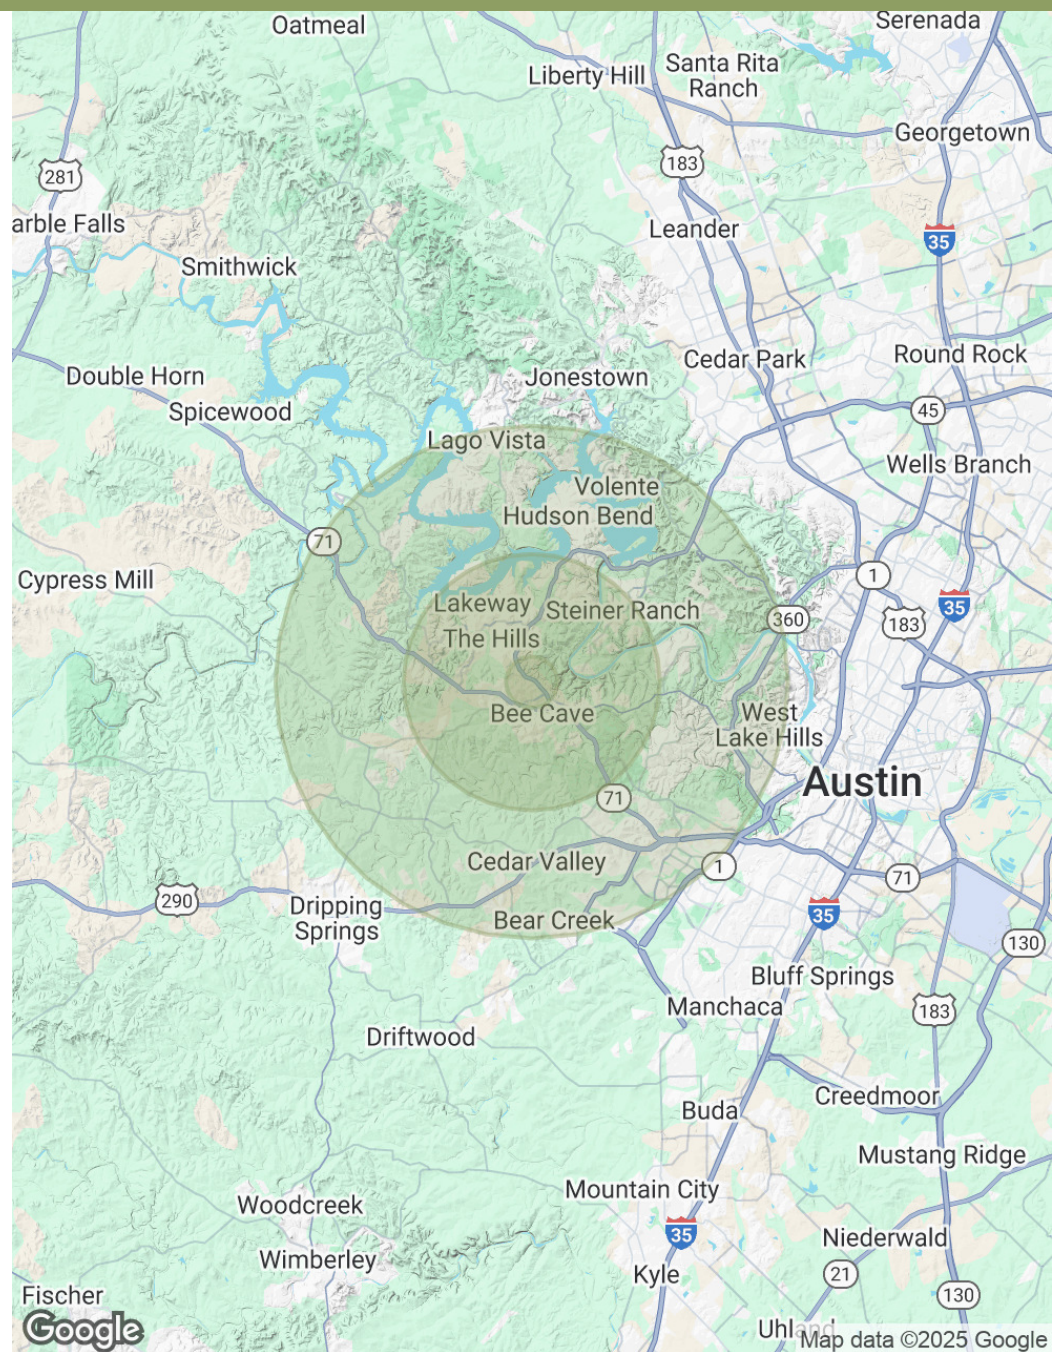 Oatmeal
Serenada
Liberty Hill
Santa Rita
Ranch
Georgetown
183
281
arble Falls
Leander
35
Smithwick
Double Horn
Jonestown
Cedar Park
Round Rock
Spicewood
45
Lago Vista
Wells Branch
Volente
Hudson Bend
71
Cypress Mill
1
Lakeway
Steiner Ranch
360
183
35
The Hills
Bee Cave
West
Lake Hills
Austin
71
Cedar Valley
1
71
290
Dripping
Springs
Bear Creek
35
130
Bluff Springs
Manchaca
183
Driftwood
Creedmoor
Buda
Mustang Ridge
Mountain City
Woodcreek
35
Niederwald
Wimberley
Kyle
21
Fischer
130
Google
Uhland
Map data ©2025 Google